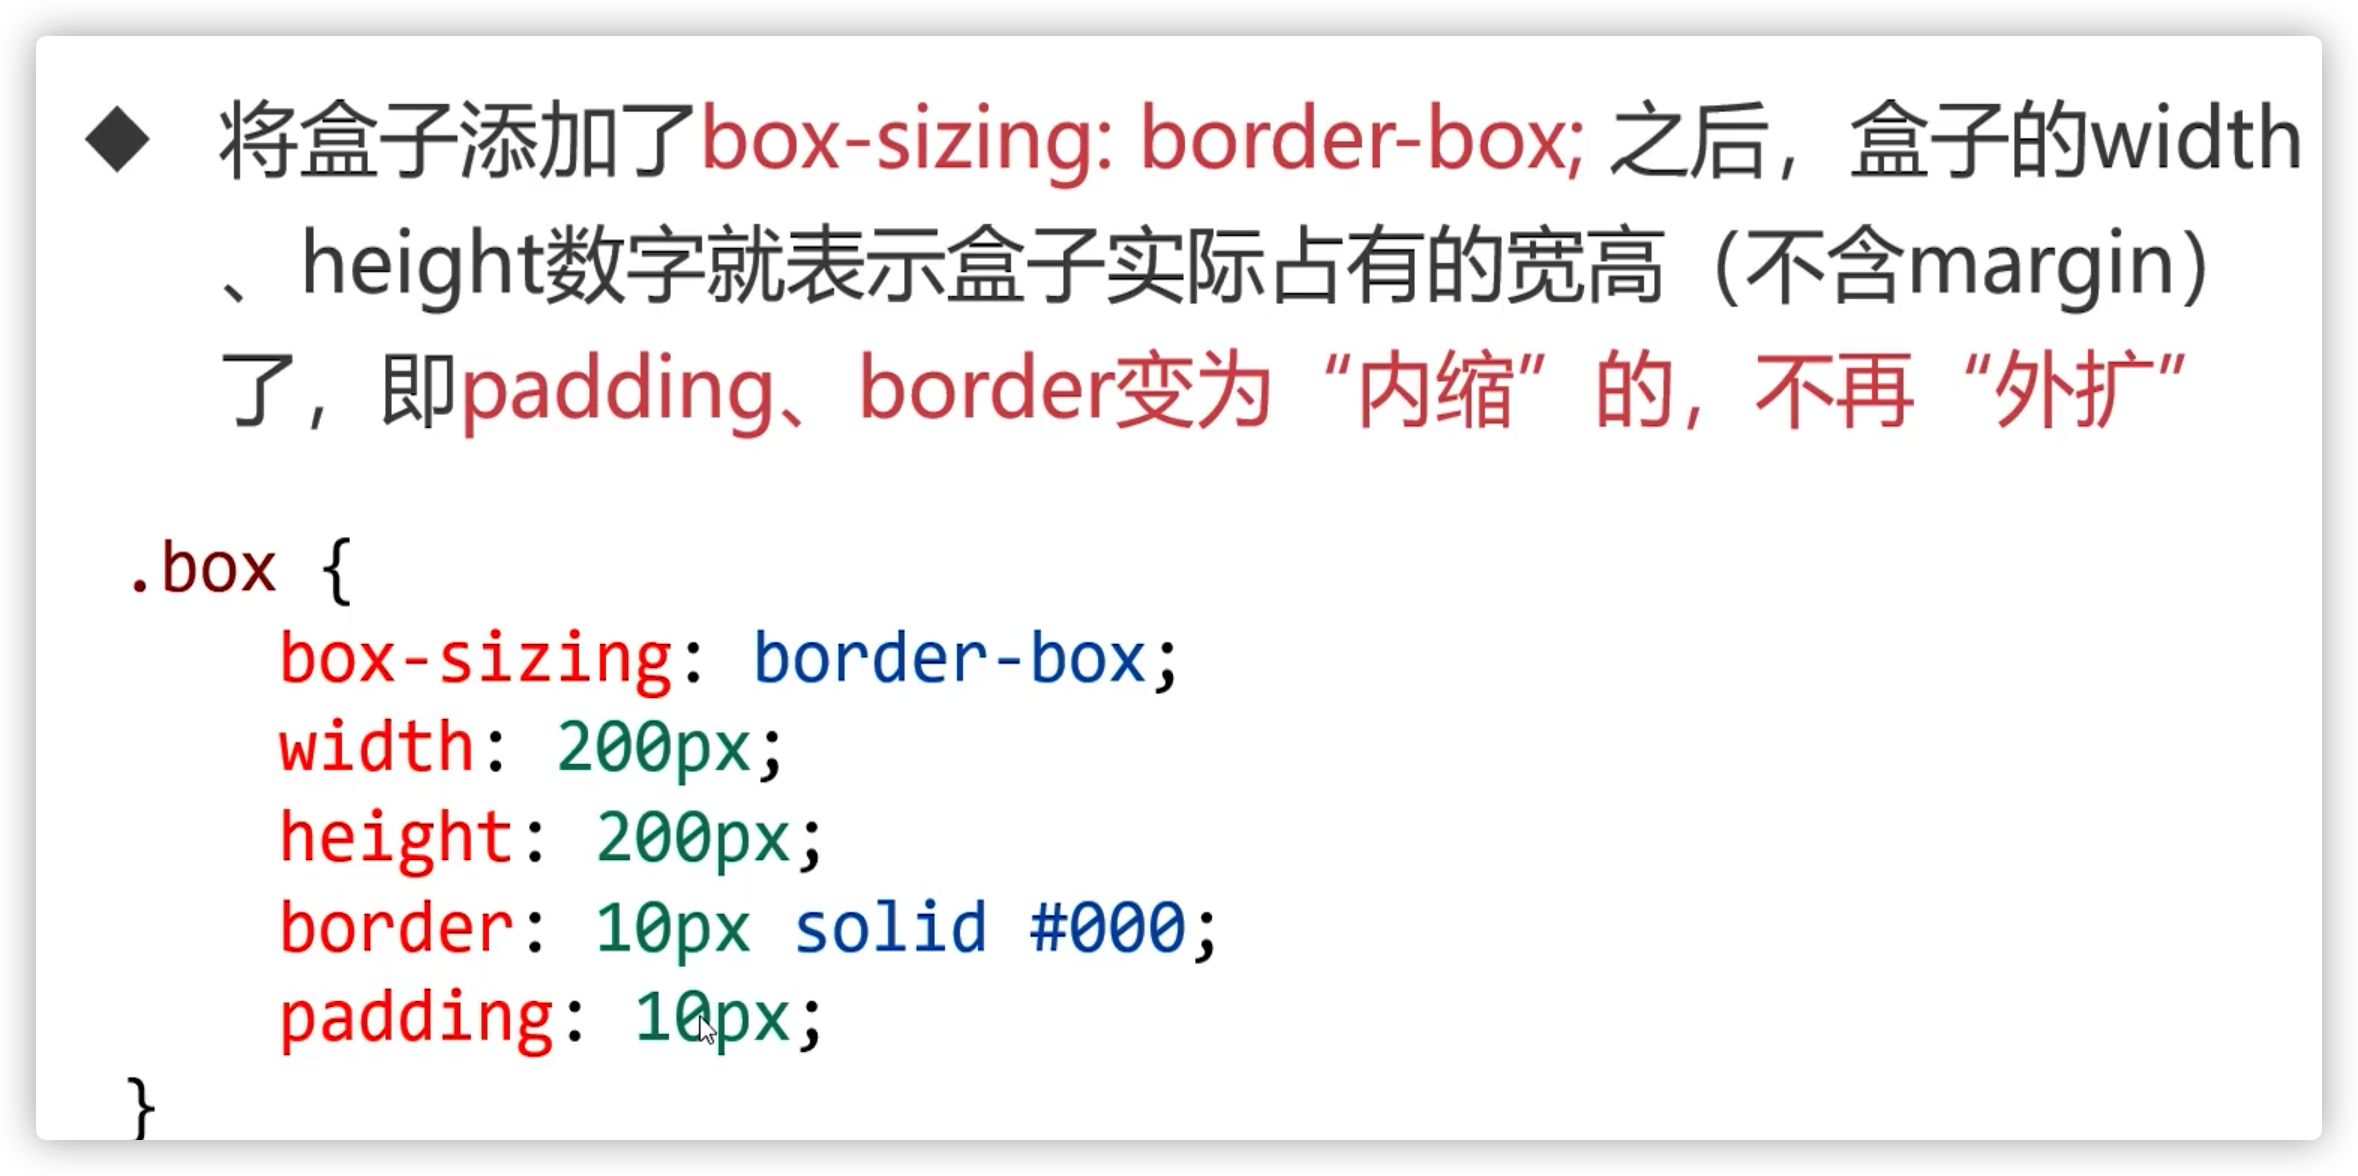 ◆ 将盒子添加了box-sizing: border-box; 之后，盒子的width
、height数字就表示盒子实际占有的宽高（不含margin）
了，即padding、border变为“内缩”的，不再“外扩”
.box {
    box-sizing: border-box;
    width: 200px;
    height: 200px;
    border: 10px solid #000;
    padding: 10px;
}